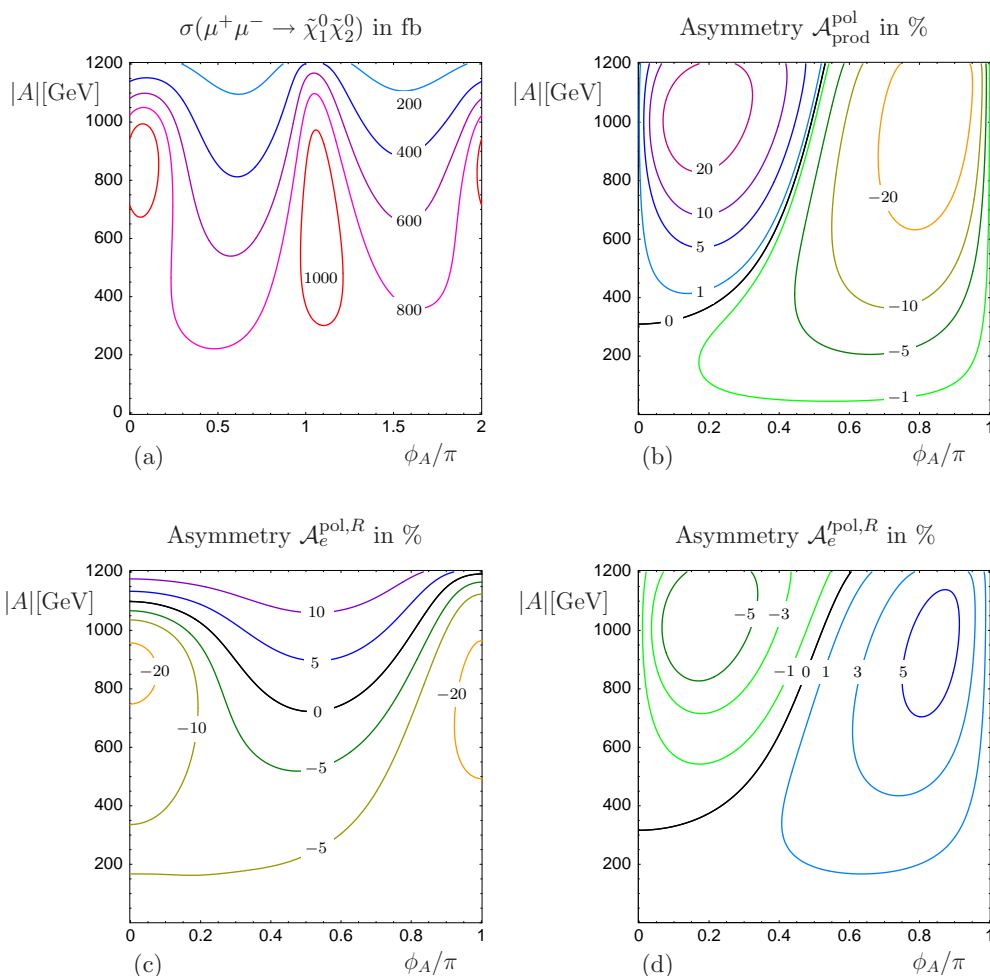 σ(μ⁺μ⁻ → χ̃₁⁰χ̃₂⁰) in fb
|A|[GeV]
1200
1000
800
600
400
200
0
200
400
600
800
1000
0 0.5 1 1.5 2
(a)
ϕ_A/π
Asymmetry 𝒜_prod^pol in %
|A|[GeV]
1200
1000
800
600
400
200
20
10
5
1
0
−20
−10
−5
−1
0 0.2 0.4 0.6 0.8 1
(b)
ϕ_A/π
Asymmetry 𝒜_e^{pol,R} in %
|A|[GeV]
1200
1000
800
600
400
200
10
5
0
−20
−20
−10
−5
−5
0 0.2 0.4 0.6 0.8 1
(c)
ϕ_A/π
Asymmetry 𝒜_e^{′pol,R} in %
|A|[GeV]
1200
1000
800
600
400
200
−5 −3
−1 0 1 3 5
0 0.2 0.4 0.6 0.8 1
(d)
ϕ_A/π